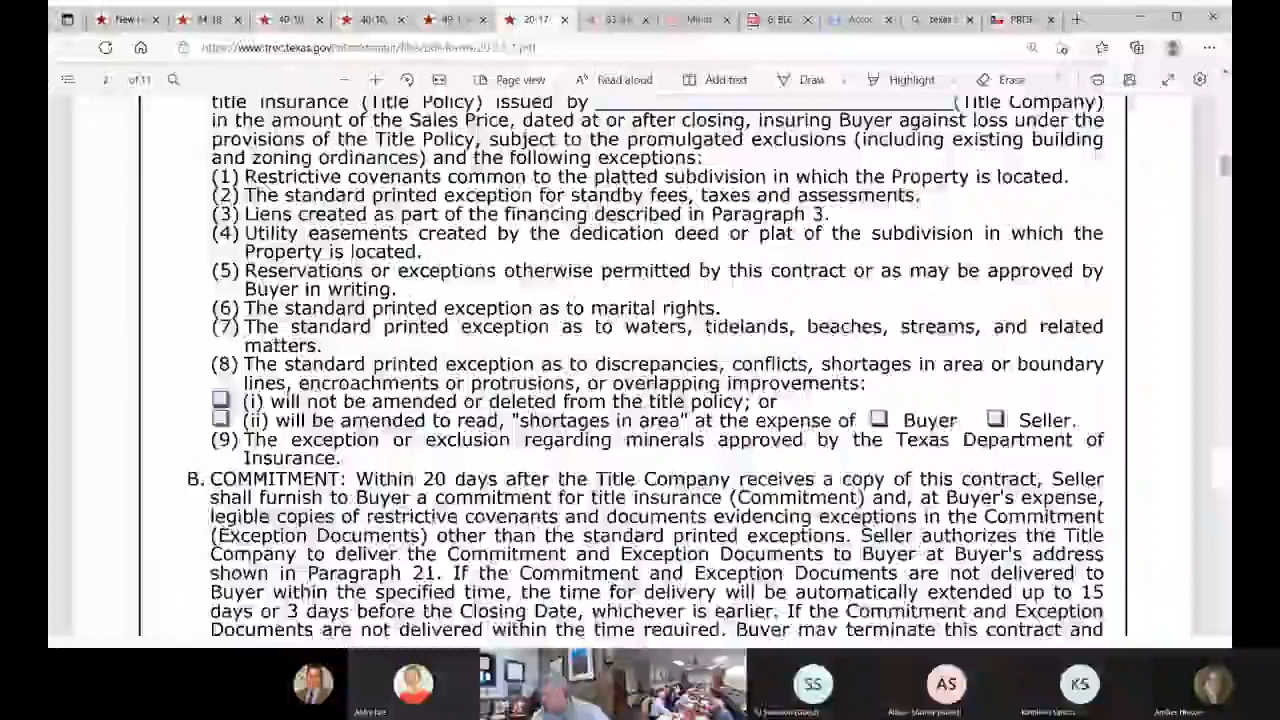 20-17
texas
https://www.trec.texas.gov/
2 of 11
Page view
Read aloud
Add text
Draw
Highlight
Erase
title insurance (Title Policy) issued by (Title Company)
in the amount of the Sales Price, dated at or after closing, insuring Buyer against loss under the
provisions of the Title Policy, subject to the promulgated exclusions (including existing building
and zoning ordinances) and the following exceptions:
(1) Restrictive covenants common to the platted subdivision in which the Property is located.
(2) The standard printed exception for standby fees, taxes and assessments.
(3) Liens created as part of the financing described in Paragraph 3.
(4) Utility easements created by the dedication deed or plat of the subdivision in which the
Property is located.
(5) Reservations or exceptions otherwise permitted by this contract or as may be approved by
Buyer in writing.
(6) The standard printed exception as to marital rights.
(7) The standard printed exception as to waters, tidelands, beaches, streams, and related
matters.
(8) The standard printed exception as to discrepancies, conflicts, shortages in area or boundary
lines, encroachments or protrusions, or overlapping improvements:
(i) will not be amended or deleted from the title policy; or
(ii) will be amended to read, "shortages in area" at the expense of Buyer Seller.
(9) The exception or exclusion regarding minerals approved by the Texas Department of
Insurance.
B. COMMITMENT: Within 20 days after the Title Company receives a copy of this contract, Seller
shall furnish to Buyer a commitment for title insurance (Commitment) and, at Buyer's expense,
legible copies of restrictive covenants and documents evidencing exceptions in the Commitment
(Exception Documents) other than the standard printed exceptions. Seller authorizes the Title
Company to deliver the Commitment and Exception Documents to Buyer at Buyer's address
shown in Paragraph 21. If the Commitment and Exception Documents are not delivered to
Buyer within the specified time, the time for delivery will be automatically extended up to 15
days or 3 days before the Closing Date, whichever is earlier. If the Commitment and Exception
Documents are not delivered within the time required, Buyer may terminate this contract and
SS
AS
KS